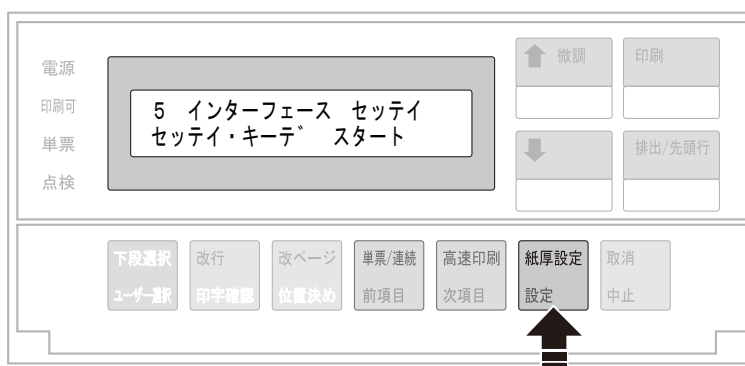 電源
印刷可
単票
点検
5 インターフェース セッテイ
セッテイ・キーデ゛ スタート
微調
印刷
排出/先頭行
下段選択
ユーザー選択
改行
印字確認
改ページ
位置決め
単票/連続
前項目
高速印刷
次項目
紙厚設定
設定
取消
中止